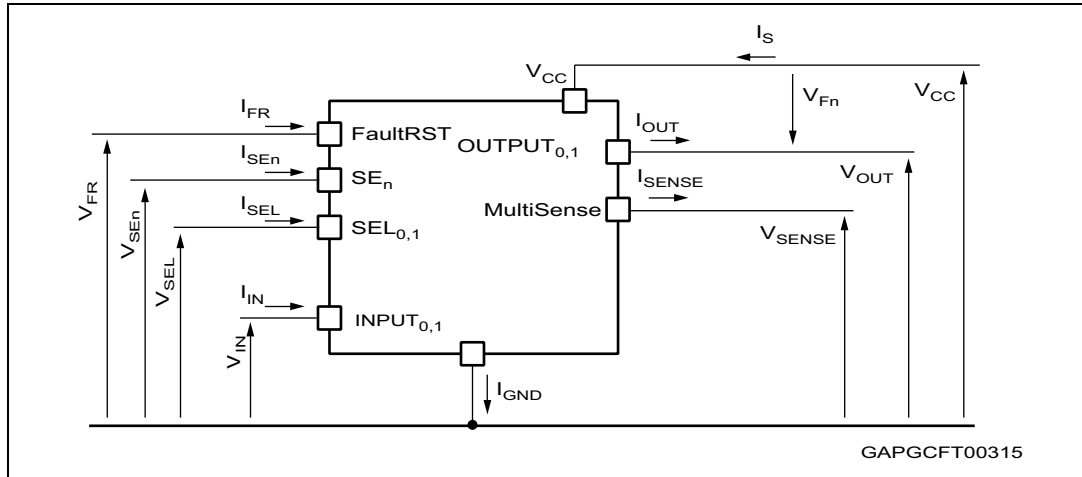 I_S
V_CC
I_FR
FaultRST
I_SEn
SE_n
I_SEL
SEL_0,1
I_IN
INPUT_0,1
OUTPUT_0,1
I_OUT
MultiSense
I_SENSE
V_Fn
V_CC
V_OUT
V_SENSE
V_FR
V_SEn
V_SEL
V_IN
I_GND
GAPGCFT00315